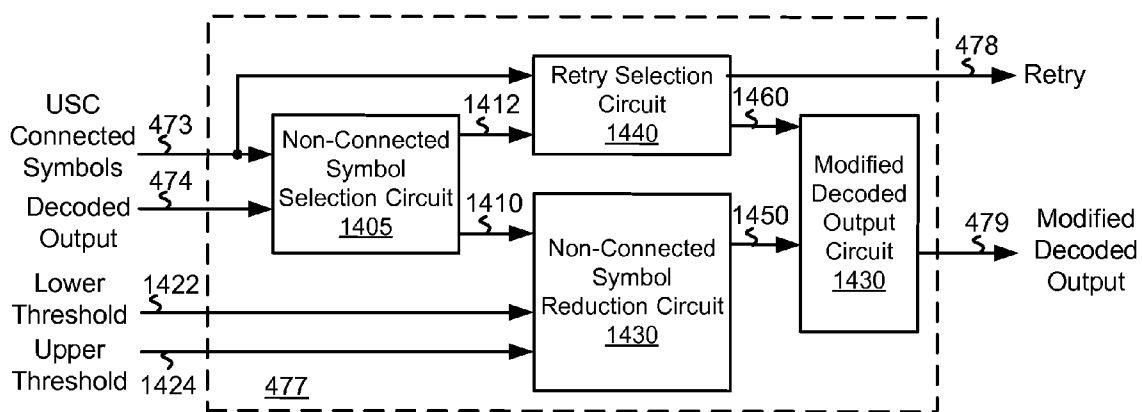 USC
Connected
Symbols
473
474
Decoded
Output
Lower
Threshold
1422
Upper
Threshold
1424
477
Non-Connected
Symbol
Selection Circuit
1405
1412
1410
Retry Selection
Circuit
1440
Non-Connected
Symbol
Reduction Circuit
1430
1460
1450
Modified
Decoded
Output
Circuit
1430
478
Retry
479
Modified
Decoded
Output